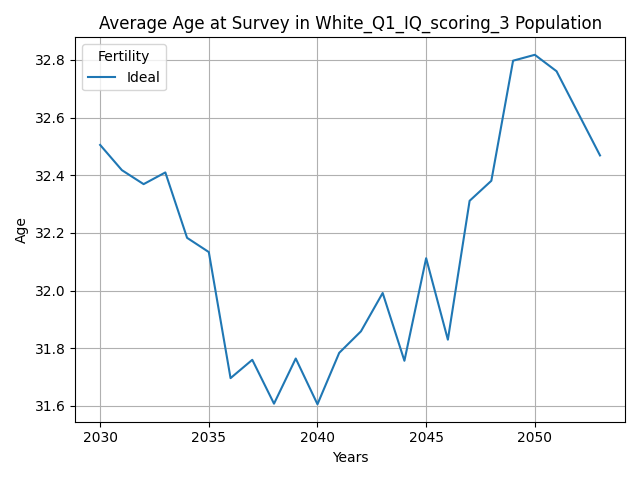 Average Age at Survey in White_Q1_IQ_scoring_3 Population
Fertility
Ideal
32.8
32.6
32.4
32.2
32.0
31.8
31.6
Age
2030 2035 2040 2045 2050
Years